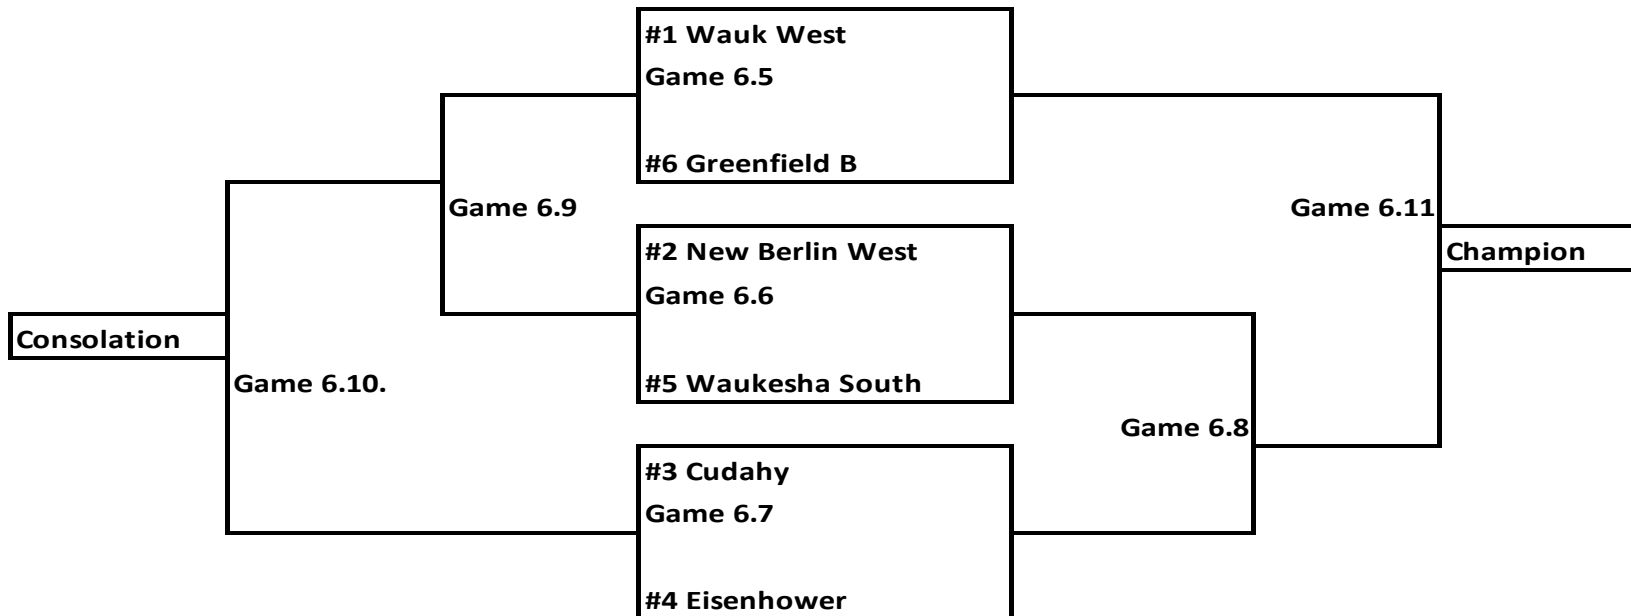 #1 Wauk West
Game 6.5
#6 Greenfield B
Game 6.9
Game 6.11
#2 New Berlin West
Champion
Game 6.6
Consolation
Game 6.10.
#5 Waukesha South
Game 6.8
#3 Cudahy
Game 6.7
#4 Eisenhower